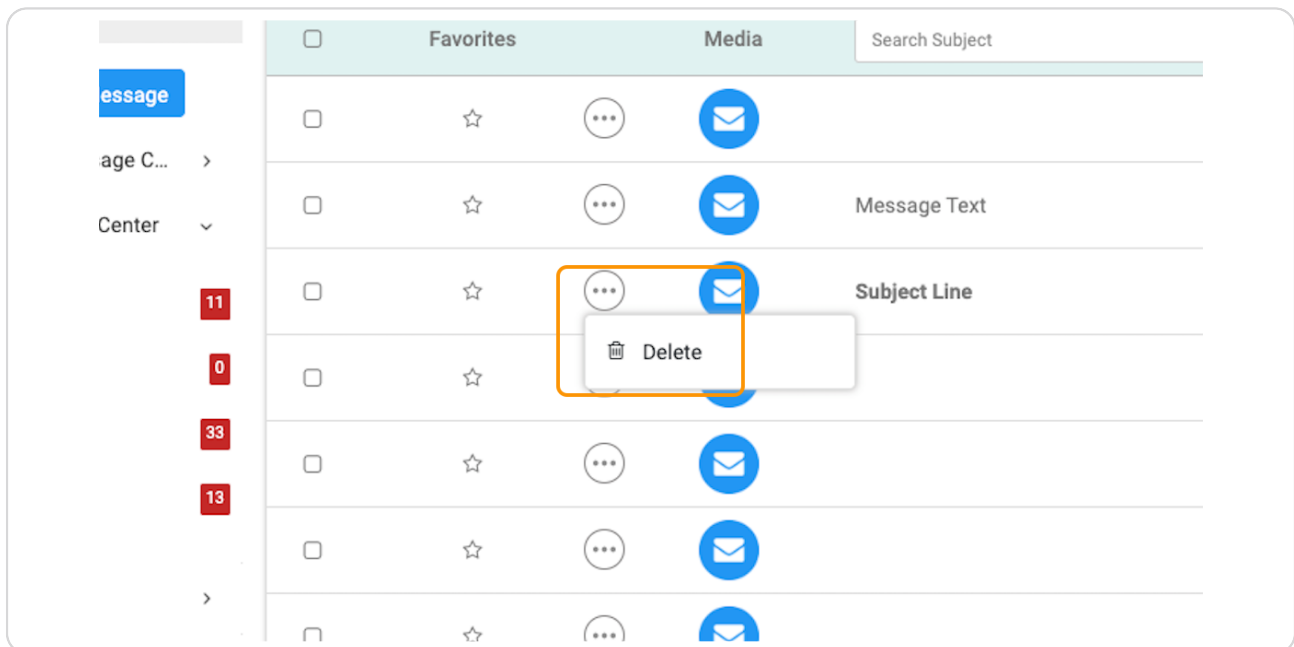 Favorites
Media
Search Subject
essage
age C...
Center
Message Text
11
Subject Line
Delete
0
33
13